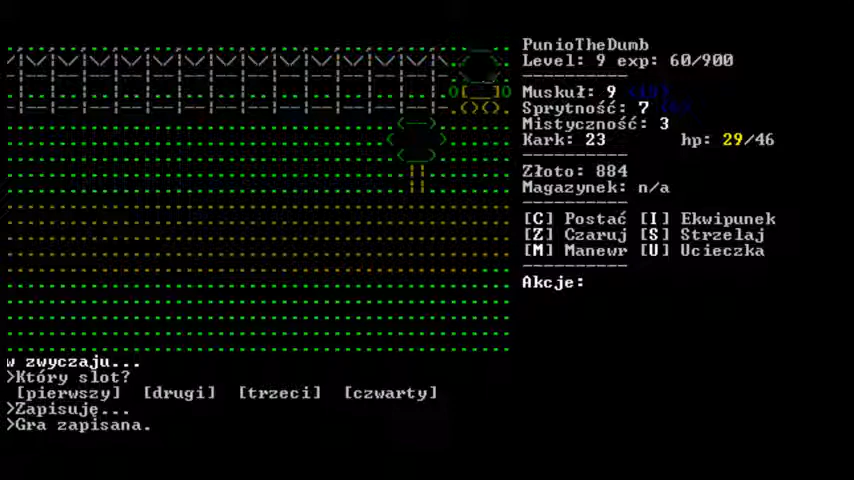 PunioTheDumb
Level: 9 exp: 60/900
----------
Muskuł: 9 (10)
Sprytność: 7
Mistyczność: 3
Kark: 23 hp: 29/46
----------
Złoto: 884
Magazynek: n/a
[C] Postać [I] Ekwipunek
[Z] Czaruj [S] Strzelaj
[M] Manewr [U] Ucieczka
----------
Akcje:
w zwyczaju...
>Który slot?
[pierwszy] [drugi] [trzeci] [czwarty]
>Zapisuję...
>Gra zapisana.